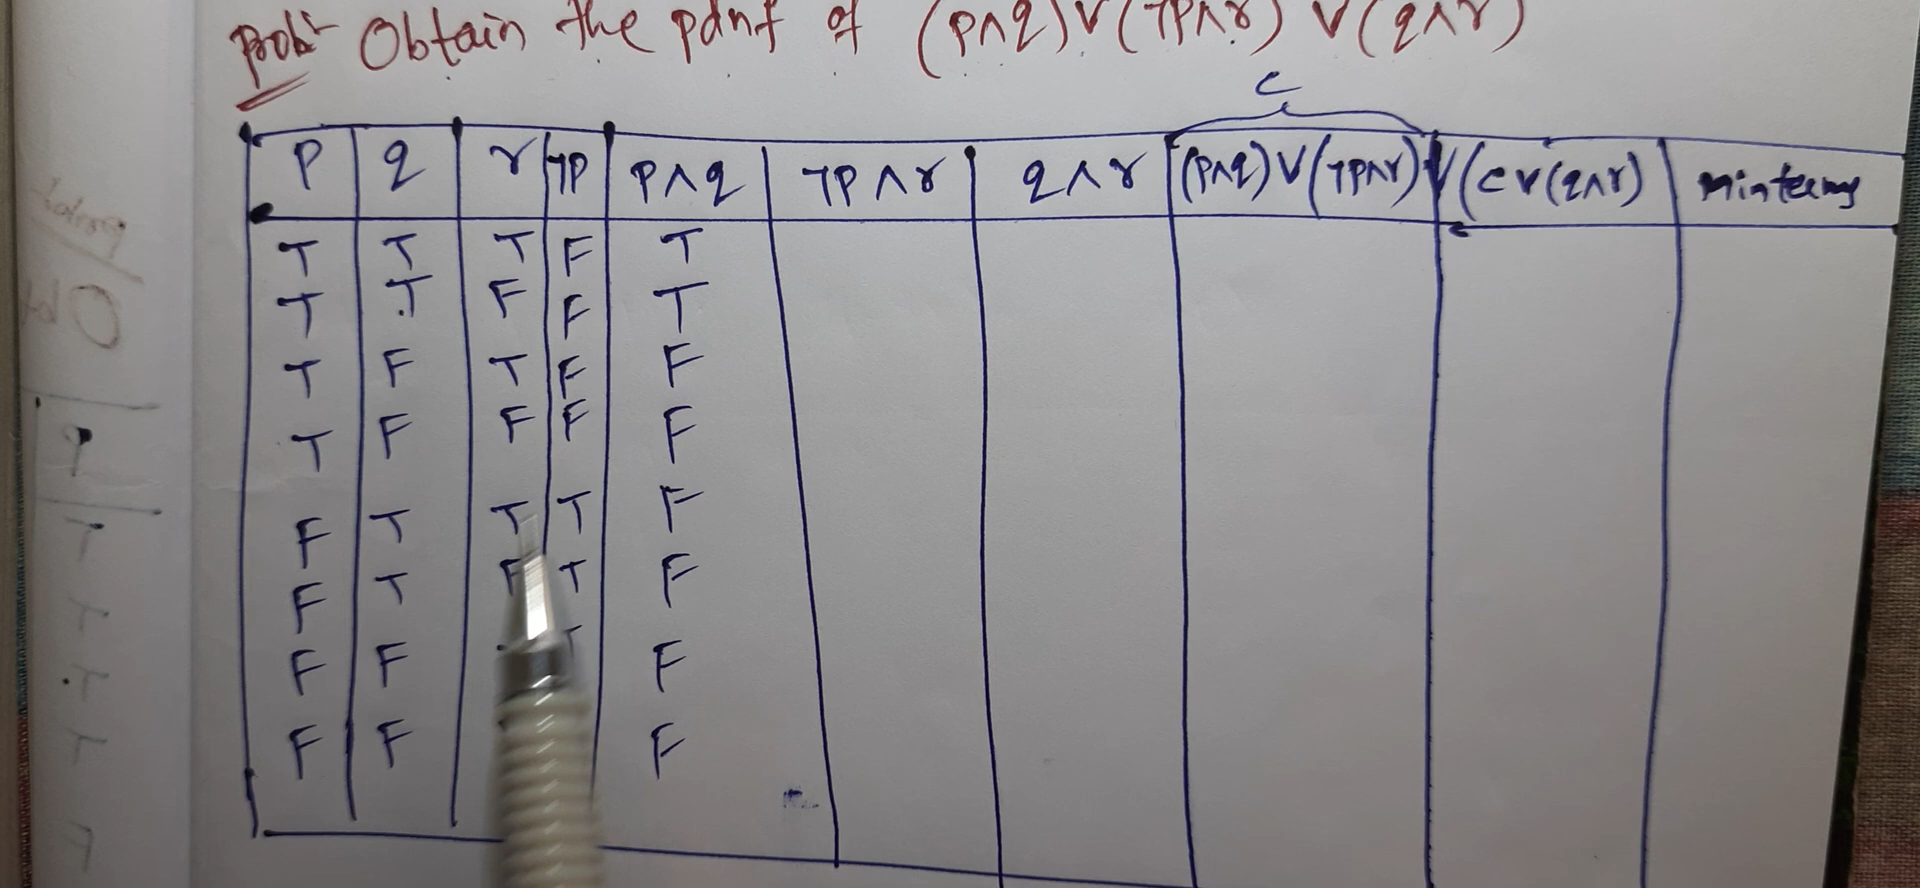 Prob:- Obtain the pdnf of (p∧q)∨(¬p∧r)∨(q∧r)
C
p q r ¬p p∧q ¬p∧r q∧r (p∧q)∨(¬p∧r) ∨(c∨(q∧r) Minterms
T T T F T
T T F F T
T F T F F
T F F F F
F T T T F
F T F T F
F F T F
F F F